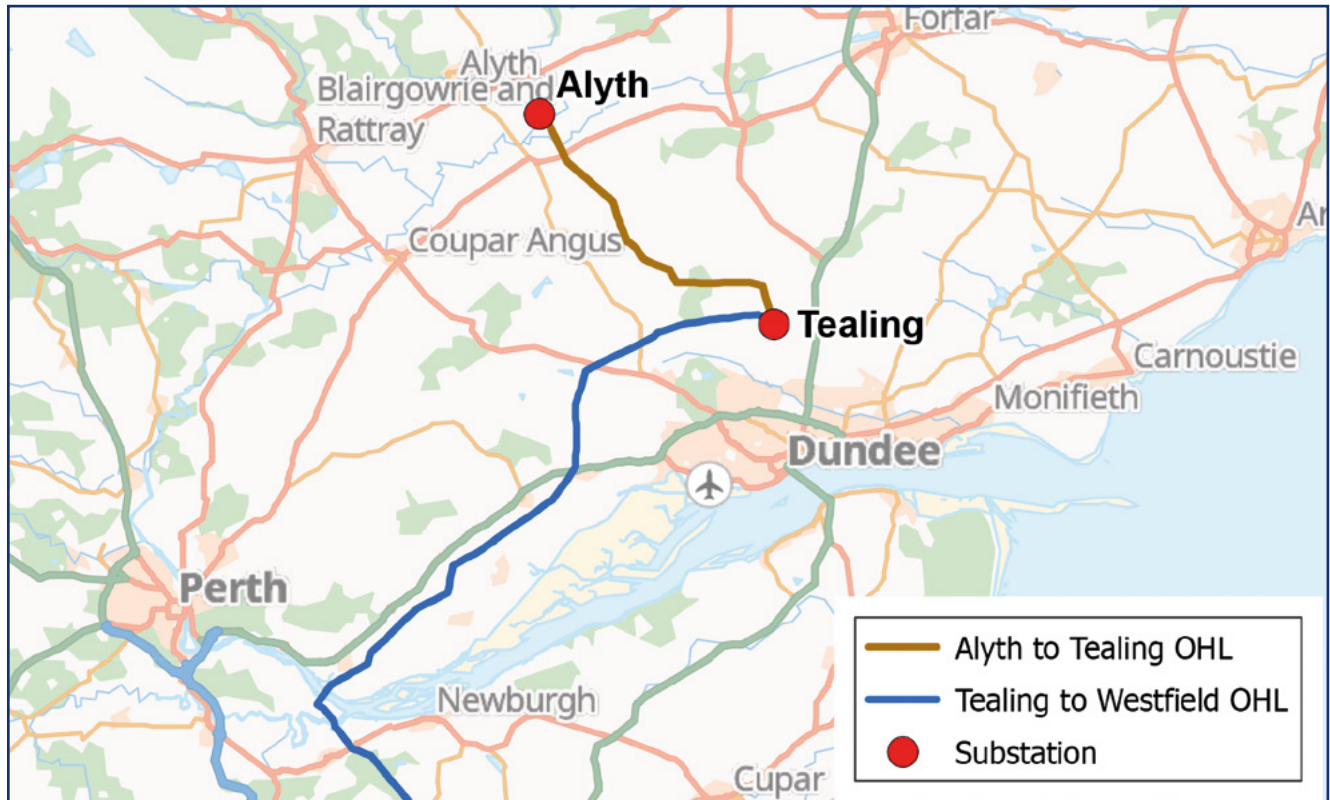 Forfar
Alyth
Alyth
Blairgowrie and
Rattray
Coupar Angus
Ar
Tealing
Carnoustie
Monifieth
Dundee
Perth
Newburgh
Cupar
Alyth to Tealing OHL
Tealing to Westfield OHL
Substation